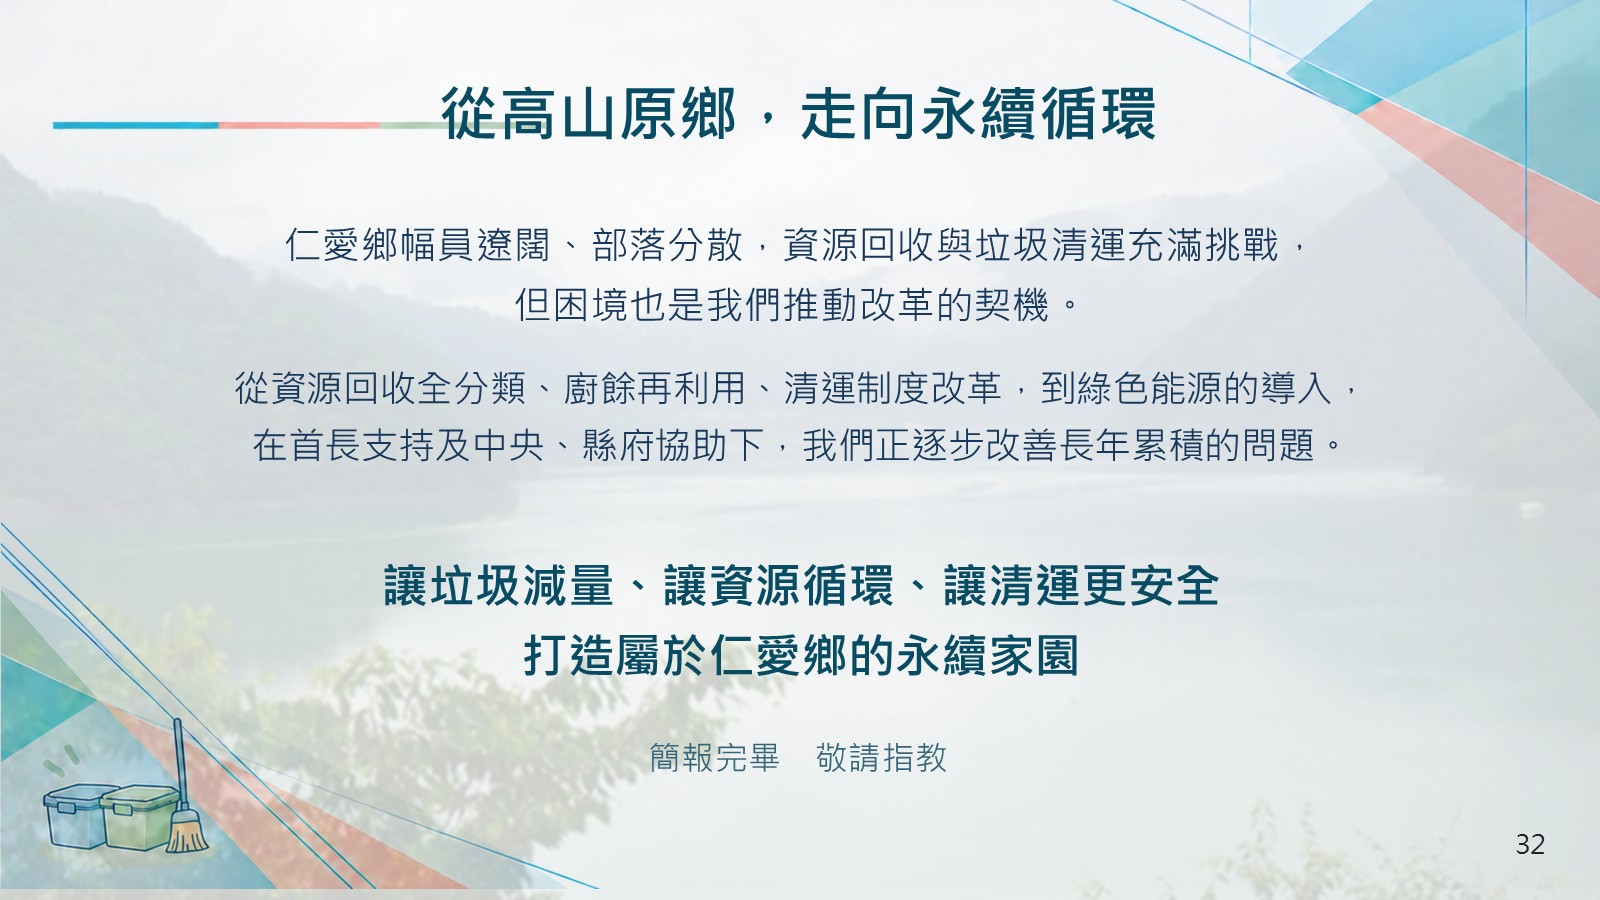 從高山原鄉，走向永續循環
仁愛鄉幅員遼闊、部落分散，資源回收與垃圾清運充滿挑戰，
但困境也是我們推動改革的契機。
從資源回收全分類、廚餘再利用、清運制度改革，到綠色能源的導入，
在首長支持及中央、縣府協助下，我們正逐步改善長年累積的問題。
讓垃圾減量、讓資源循環、讓清運更安全
打造屬於仁愛鄉的永續家園
簡報完畢　敬請指教
32